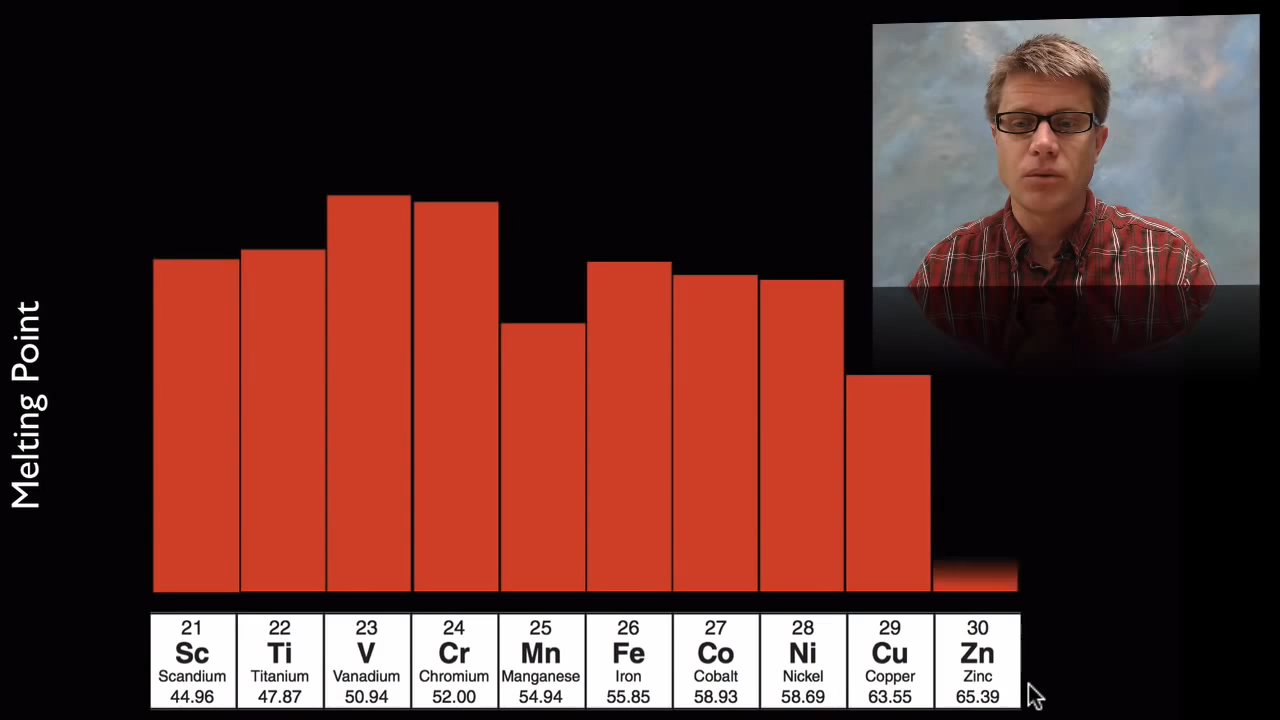 Melting Point
21 22 23 24 25 26 27 28 29 30
Sc Ti V Cr Mn Fe Co Ni Cu Zn
Scandium Titanium Vanadium Chromium Manganese Iron Cobalt Nickel Copper Zinc
44.96 47.87 50.94 52.00 54.94 55.85 58.93 58.69 63.55 65.39